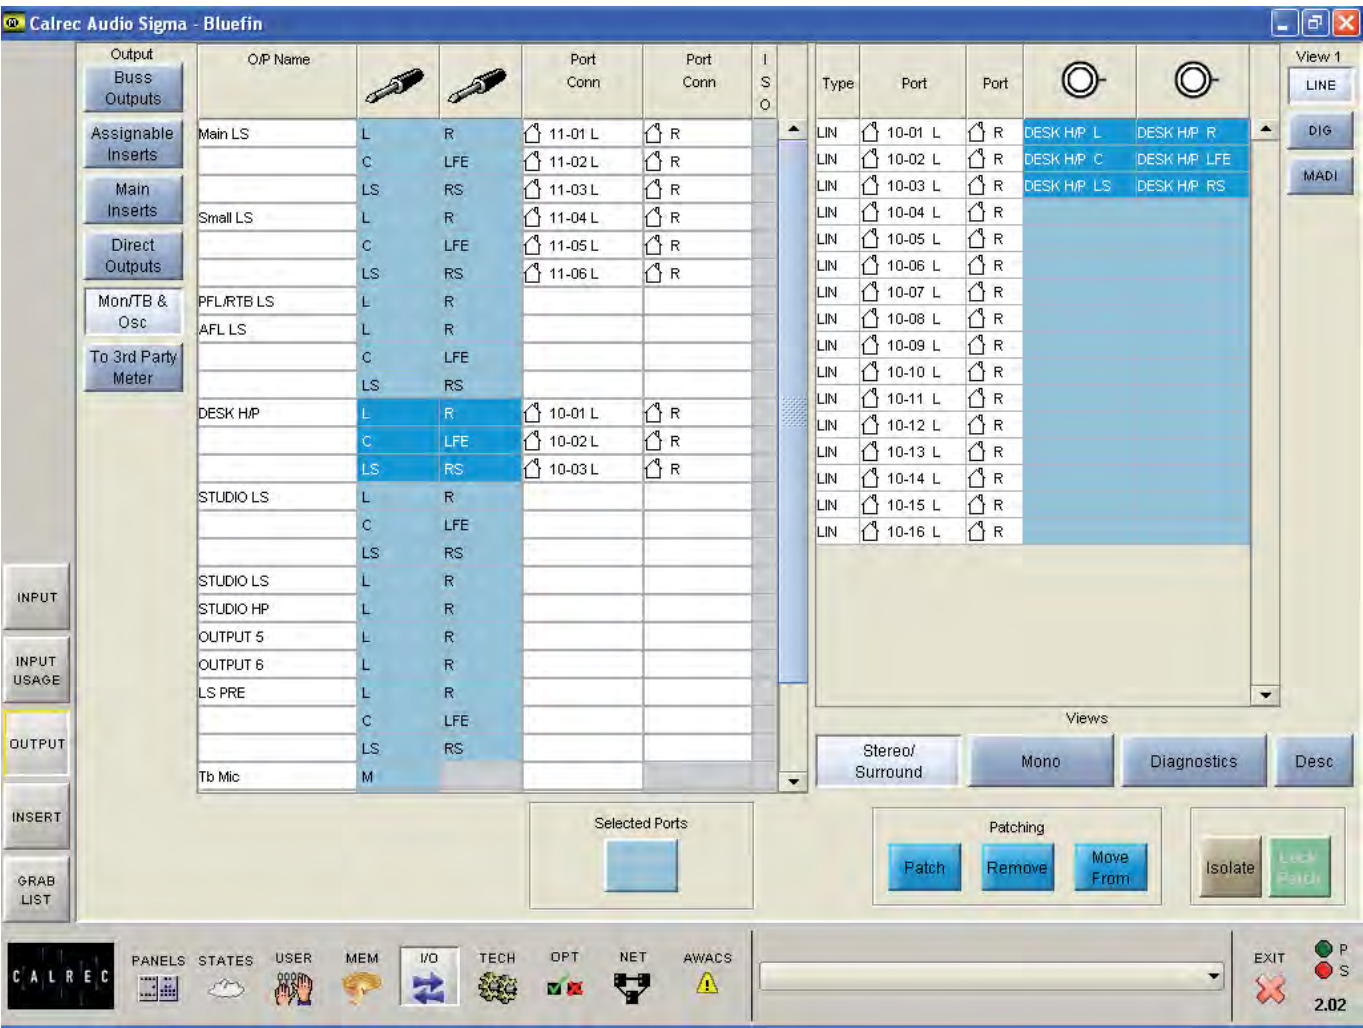 Calrec Audio Sigma - Bluefin
Output
Buss Outputs
Assignable Inserts
Main Inserts
Direct Outputs
Mon/TB & Osc
To 3rd Party Meter
O/P Name Port Conn Port Conn I S O
Main LS L R 11-01 L R
C LFE 11-02 L R
LS RS 11-03 L R
Small LS L R 11-04 L R
C LFE 11-05 L R
LS RS 11-06 L R
PFL/RTB LS L R
AFL LS L R
C LFE
LS RS
DESK H/P L R 10-01 L R
C LFE 10-02 L R
LS RS 10-03 L R
STUDIO LS L R
C LFE
LS RS
STUDIO LS L R
STUDIO HP L R
OUTPUT 5 L R
OUTPUT 6 L R
LS PRE L R
C LFE
LS RS
Tb Mic M
Type Port Port
LIN 10-01 L R DESK H/P L DESK H/P R
LIN 10-02 L R DESK H/P C DESK H/P LFE
LIN 10-03 L R DESK H/P LS DESK H/P RS
LIN 10-04 L R
LIN 10-05 L R
LIN 10-06 L R
LIN 10-07 L R
LIN 10-08 L R
LIN 10-09 L R
LIN 10-10 L R
LIN 10-11 L R
LIN 10-12 L R
LIN 10-13 L R
LIN 10-14 L R
LIN 10-15 L R
LIN 10-16 L R
View 1
LINE
DIG
MADI
INPUT
INPUT USAGE
OUTPUT
INSERT
GRAB LIST
Views
Stereo/ Surround Mono Diagnostics Desc
Selected Ports
Patching
Patch Remove Move From
Isolate Lock Patch
CALREC PANELS STATES USER MEM I/O TECH OPT NET AWACS EXIT P
S
2.02